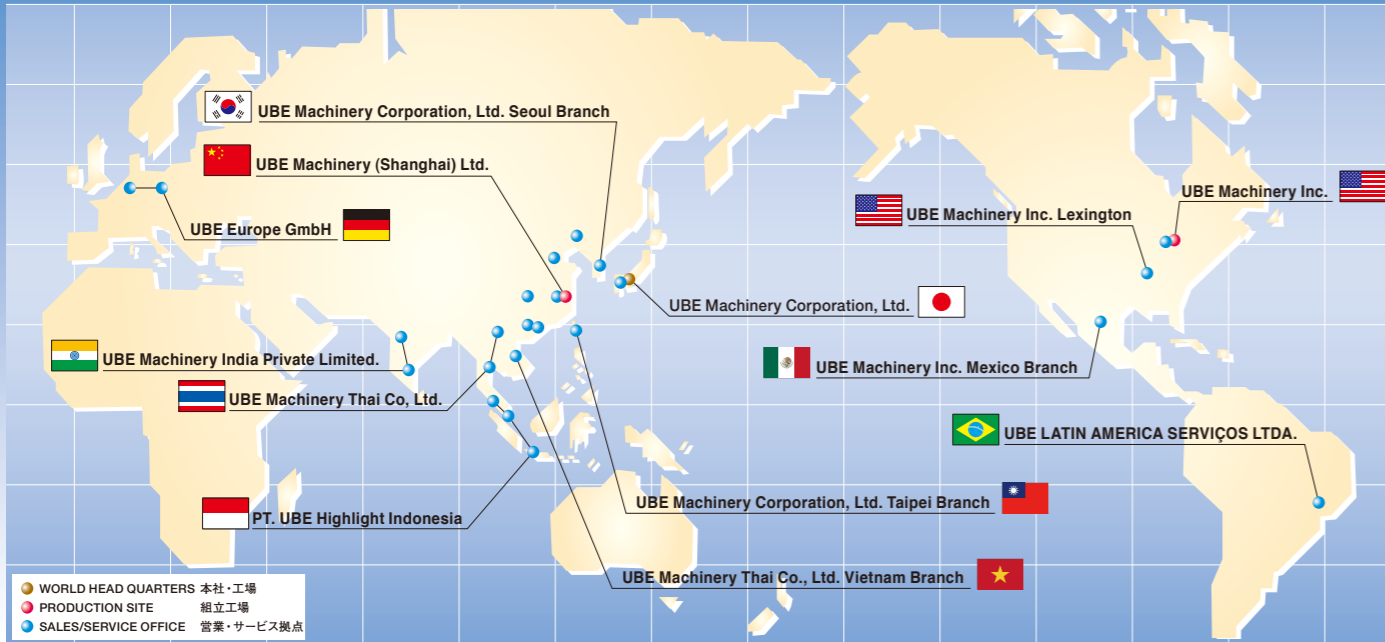 UBE Machinery Corporation, Ltd. Seoul Branch
UBE Machinery (Shanghai) Ltd.
UBE Europe GmbH
UBE Machinery Inc.
UBE Machinery Inc. Lexington
UBE Machinery Corporation, Ltd.
UBE Machinery India Private Limited.
UBE Machinery Inc. Mexico Branch
UBE Machinery Thai Co, Ltd.
UBE LATIN AMERICA SERVIÇOS LTDA.
UBE Machinery Corporation, Ltd. Taipei Branch
PT. UBE Highlight Indonesia
UBE Machinery Thai Co., Ltd. Vietnam Branch
WORLD HEAD QUARTERS 本社・工場
PRODUCTION SITE 組立工場
SALES/SERVICE OFFICE 営業・サービス拠点